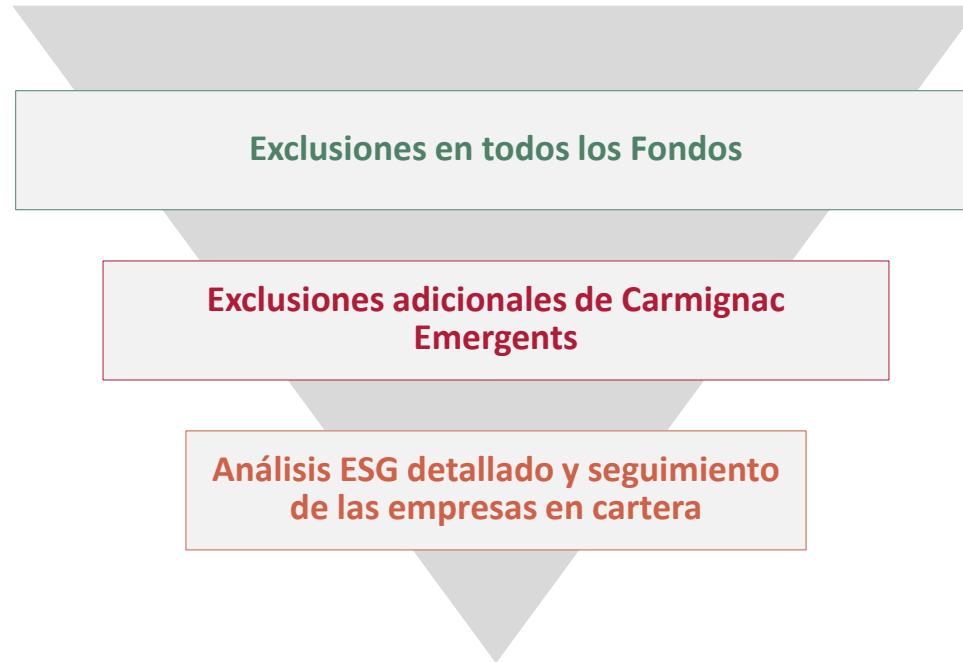 Exclusiones en todos los Fondos
Exclusiones adicionales de Carmignac
Emergents
Análisis ESG detallado y seguimiento
de las empresas en cartera